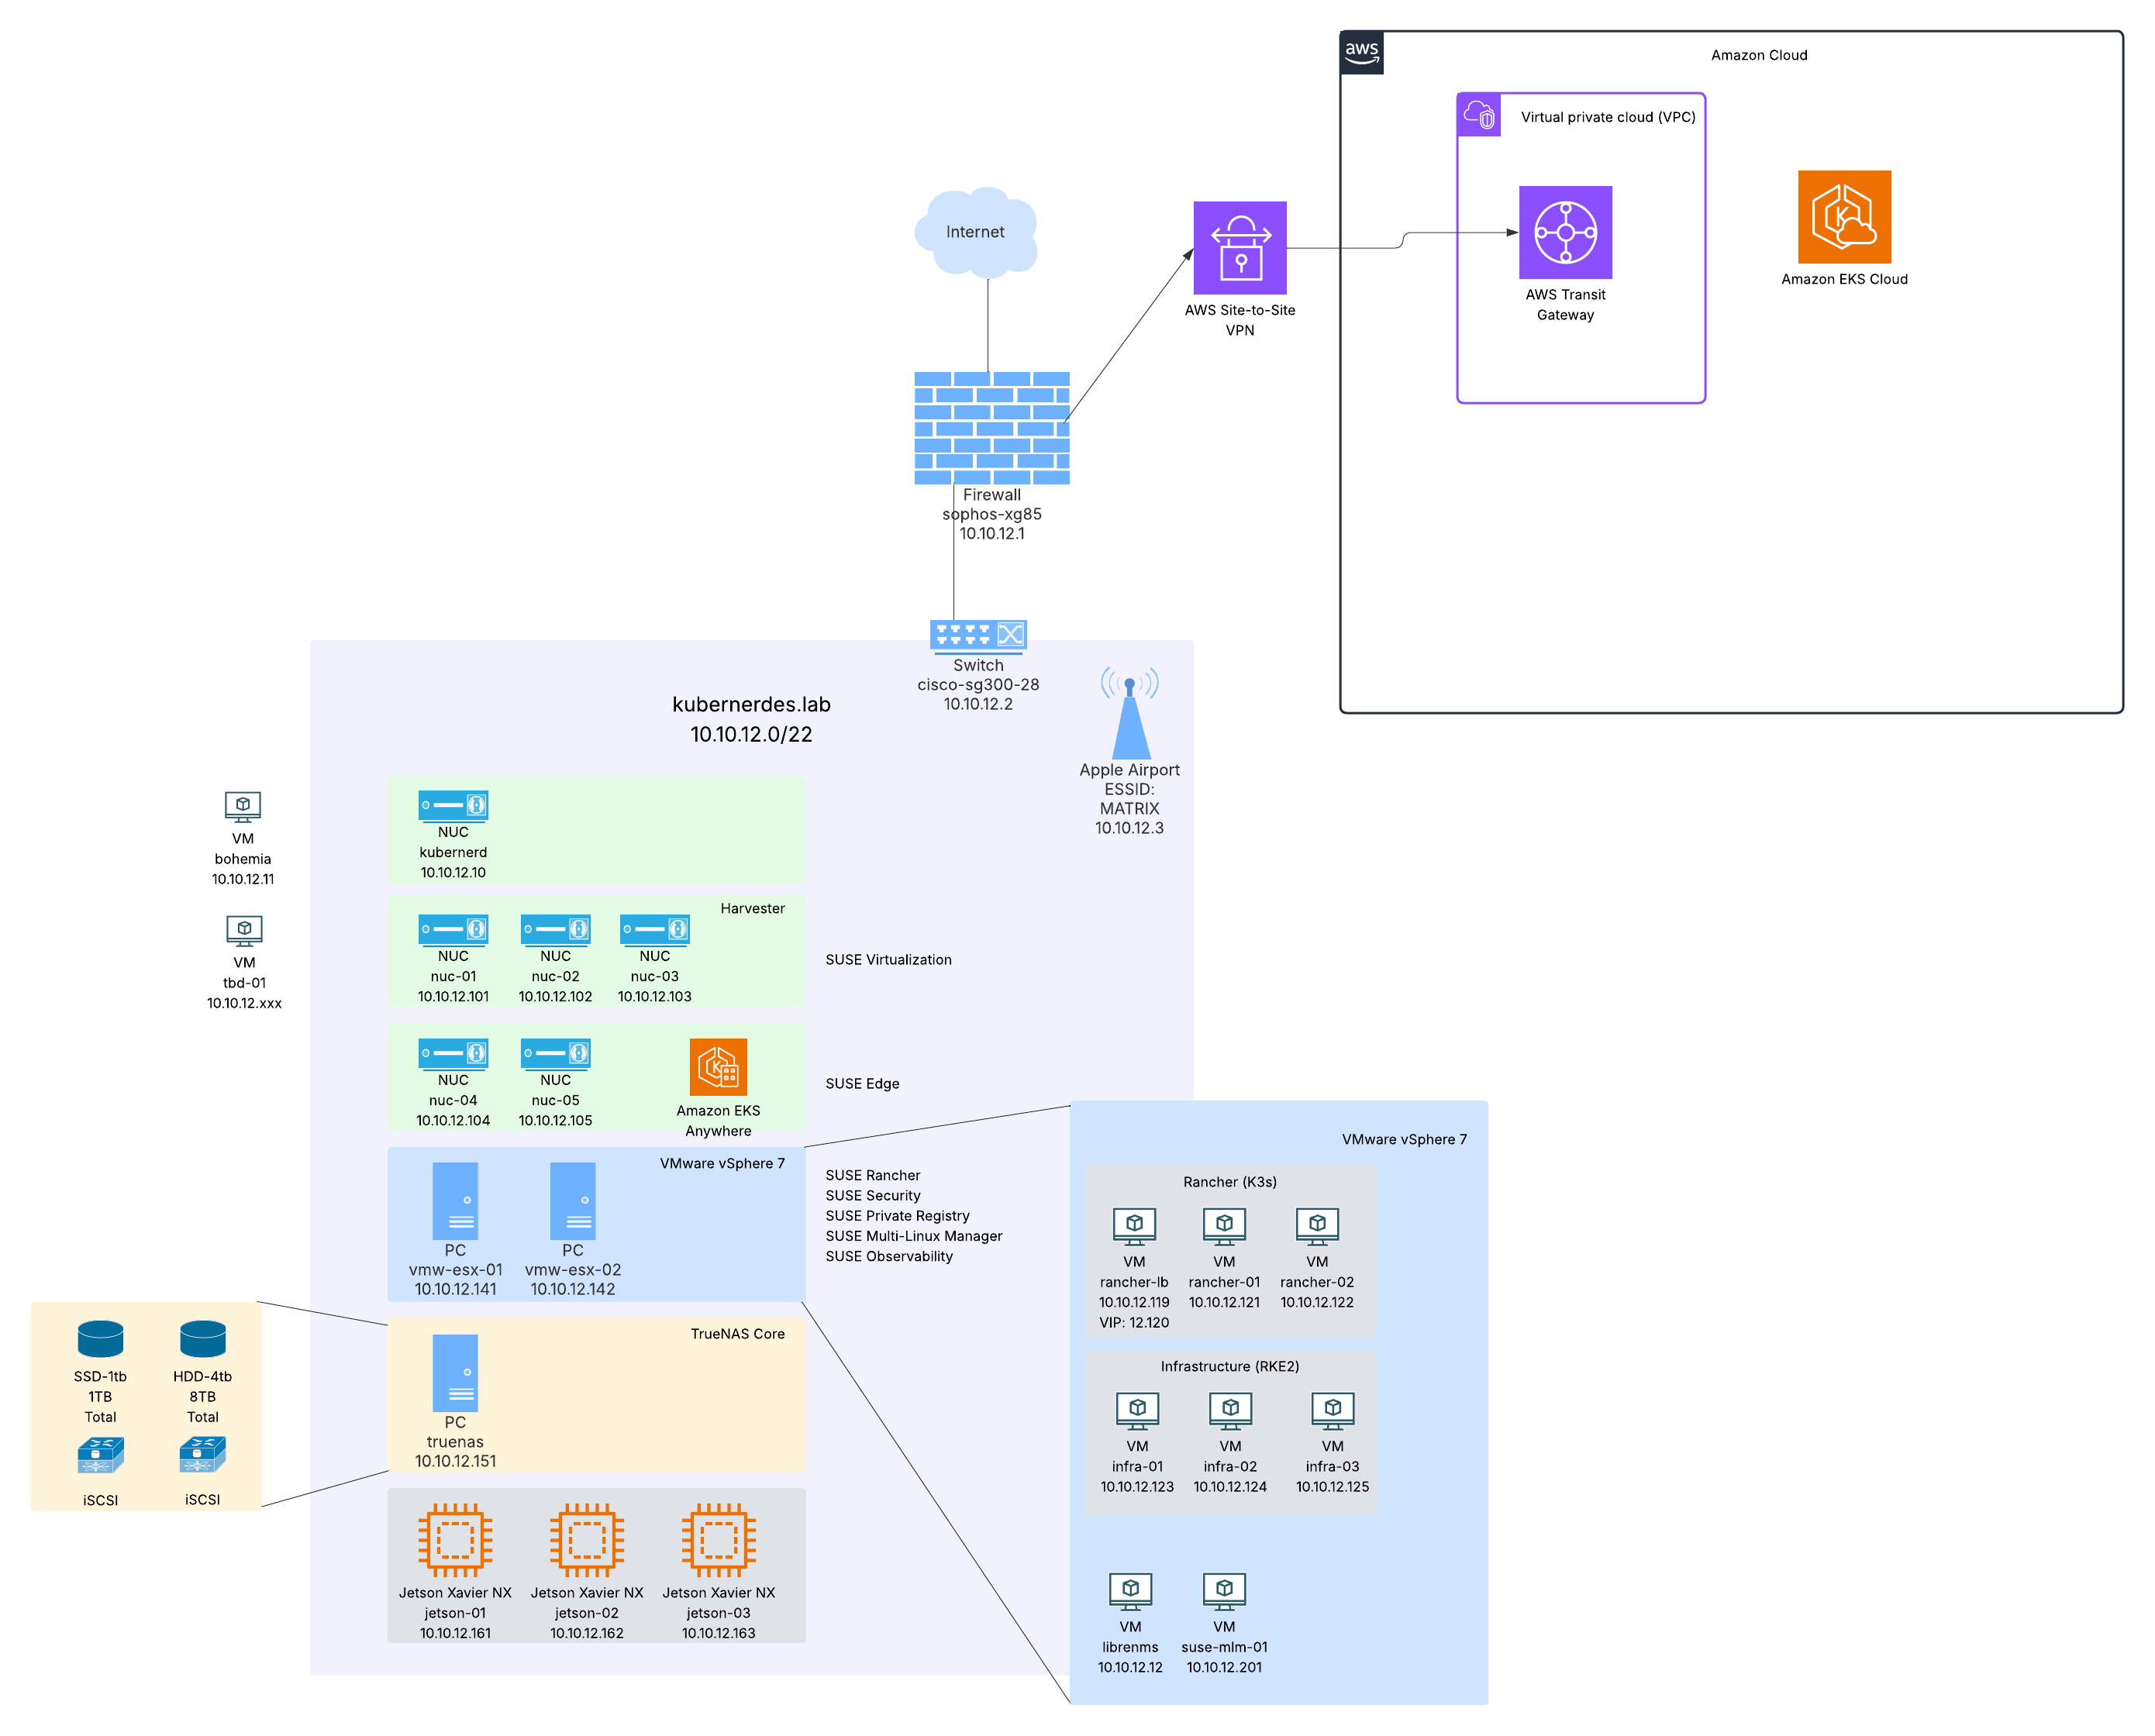 aws
Amazon Cloud
Virtual private cloud (VPC)
AWS Transit
Gateway
Amazon EKS Cloud
Internet
AWS Site-to-Site
VPN
Firewall
sophos-xg85
10.10.12.1
Switch
cisco-sg300-28
10.10.12.2
kubernerdes.lab
10.10.12.0/22
Apple Airport
ESSID:
MATRIX
10.10.12.3
VM
bohemia
10.10.12.11
VM
tbd-01
10.10.12.xxx
NUC
kubernerd
10.10.12.10
Harvester
NUC
nuc-01
10.10.12.101
NUC
nuc-02
10.10.12.102
NUC
nuc-03
10.10.12.103
SUSE Virtualization
NUC
nuc-04
10.10.12.104
NUC
nuc-05
10.10.12.105
Amazon EKS
Anywhere
SUSE Edge
VMware vSphere 7
PC
vmw-esx-01
10.10.12.141
PC
vmw-esx-02
10.10.12.142
SUSE Rancher
SUSE Security
SUSE Private Registry
SUSE Multi-Linux Manager
SUSE Observability
VMware vSphere 7
Rancher (K3s)
VM
rancher-lb
10.10.12.119
VIP: 12.120
VM
rancher-01
10.10.12.121
VM
rancher-02
10.10.12.122
Infrastructure (RKE2)
VM
infra-01
10.10.12.123
VM
infra-02
10.10.12.124
VM
infra-03
10.10.12.125
VM
librenms
10.10.12.12
VM
suse-mlm-01
10.10.12.201
SSD-1tb
1TB
Total
iSCSI
HDD-4tb
8TB
Total
iSCSI
TrueNAS Core
PC
truenas
10.10.12.151
Jetson Xavier NX
jetson-01
10.10.12.161
Jetson Xavier NX
jetson-02
10.10.12.162
Jetson Xavier NX
jetson-03
10.10.12.163